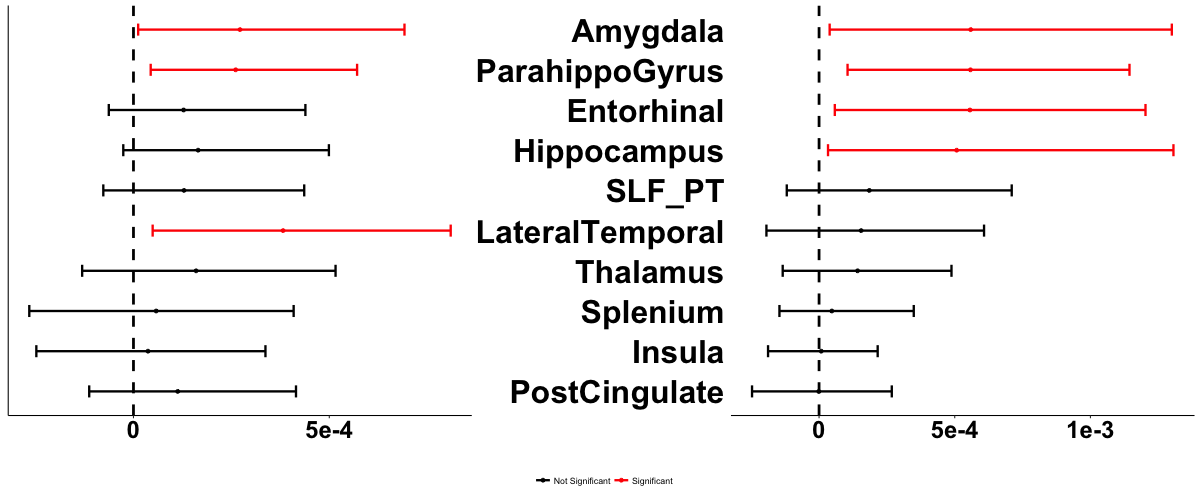 Amygdala
ParahippoGyrus
Entorhinal
Hippocampus
SLF_PT
LateralTemporal
Thalamus
Splenium
Insula
PostCingulate
0 5e-4 0 5e-4 1e-3
Not Significant Significant